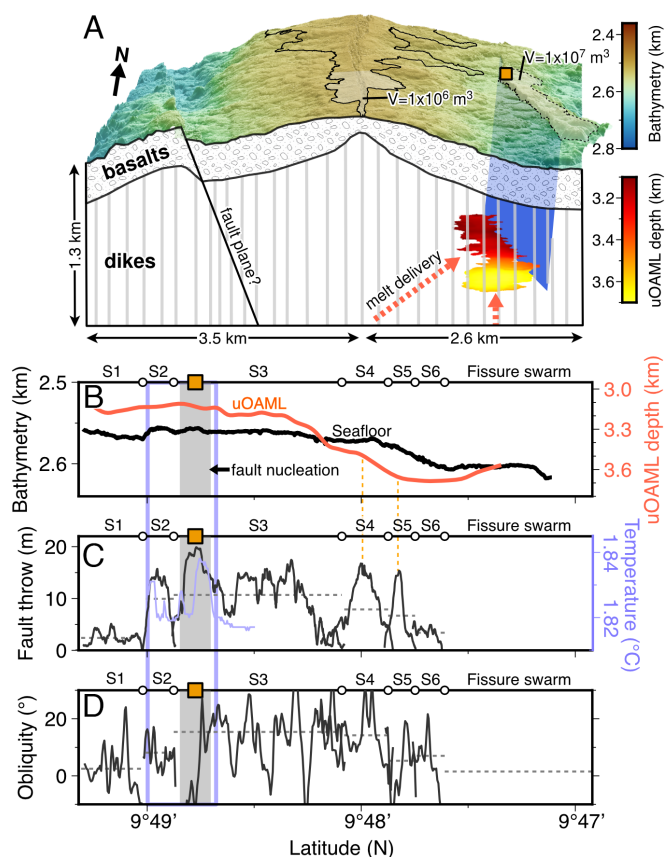 A
N
V=1x10⁷ m³
V=1x10⁶ m³
2.4
2.6
2.8
Bathymetry (km)
basalts
dikes
fault plane?
melt delivery
1.3 km
3.5 km
2.6 km
3.2
3.4
3.6
uOAML depth (km)
S1 S2 S3 S4 S5 S6 Fissure swarm
B
2.5
2.6
Bathymetry (km)
uOAML
Seafloor
fault nucleation
3.0
3.3
3.6
uOAML depth (km)
S1 S2 S3 S4 S5 S6 Fissure swarm
C
20
10
0
Fault throw (m)
1.84
1.82
Temperature (°C)
S1 S2 S3 S4 S5 S6 Fissure swarm
D
20
0
Obliquity (°)
9°49' 9°48' 9°47'
Latitude (N)